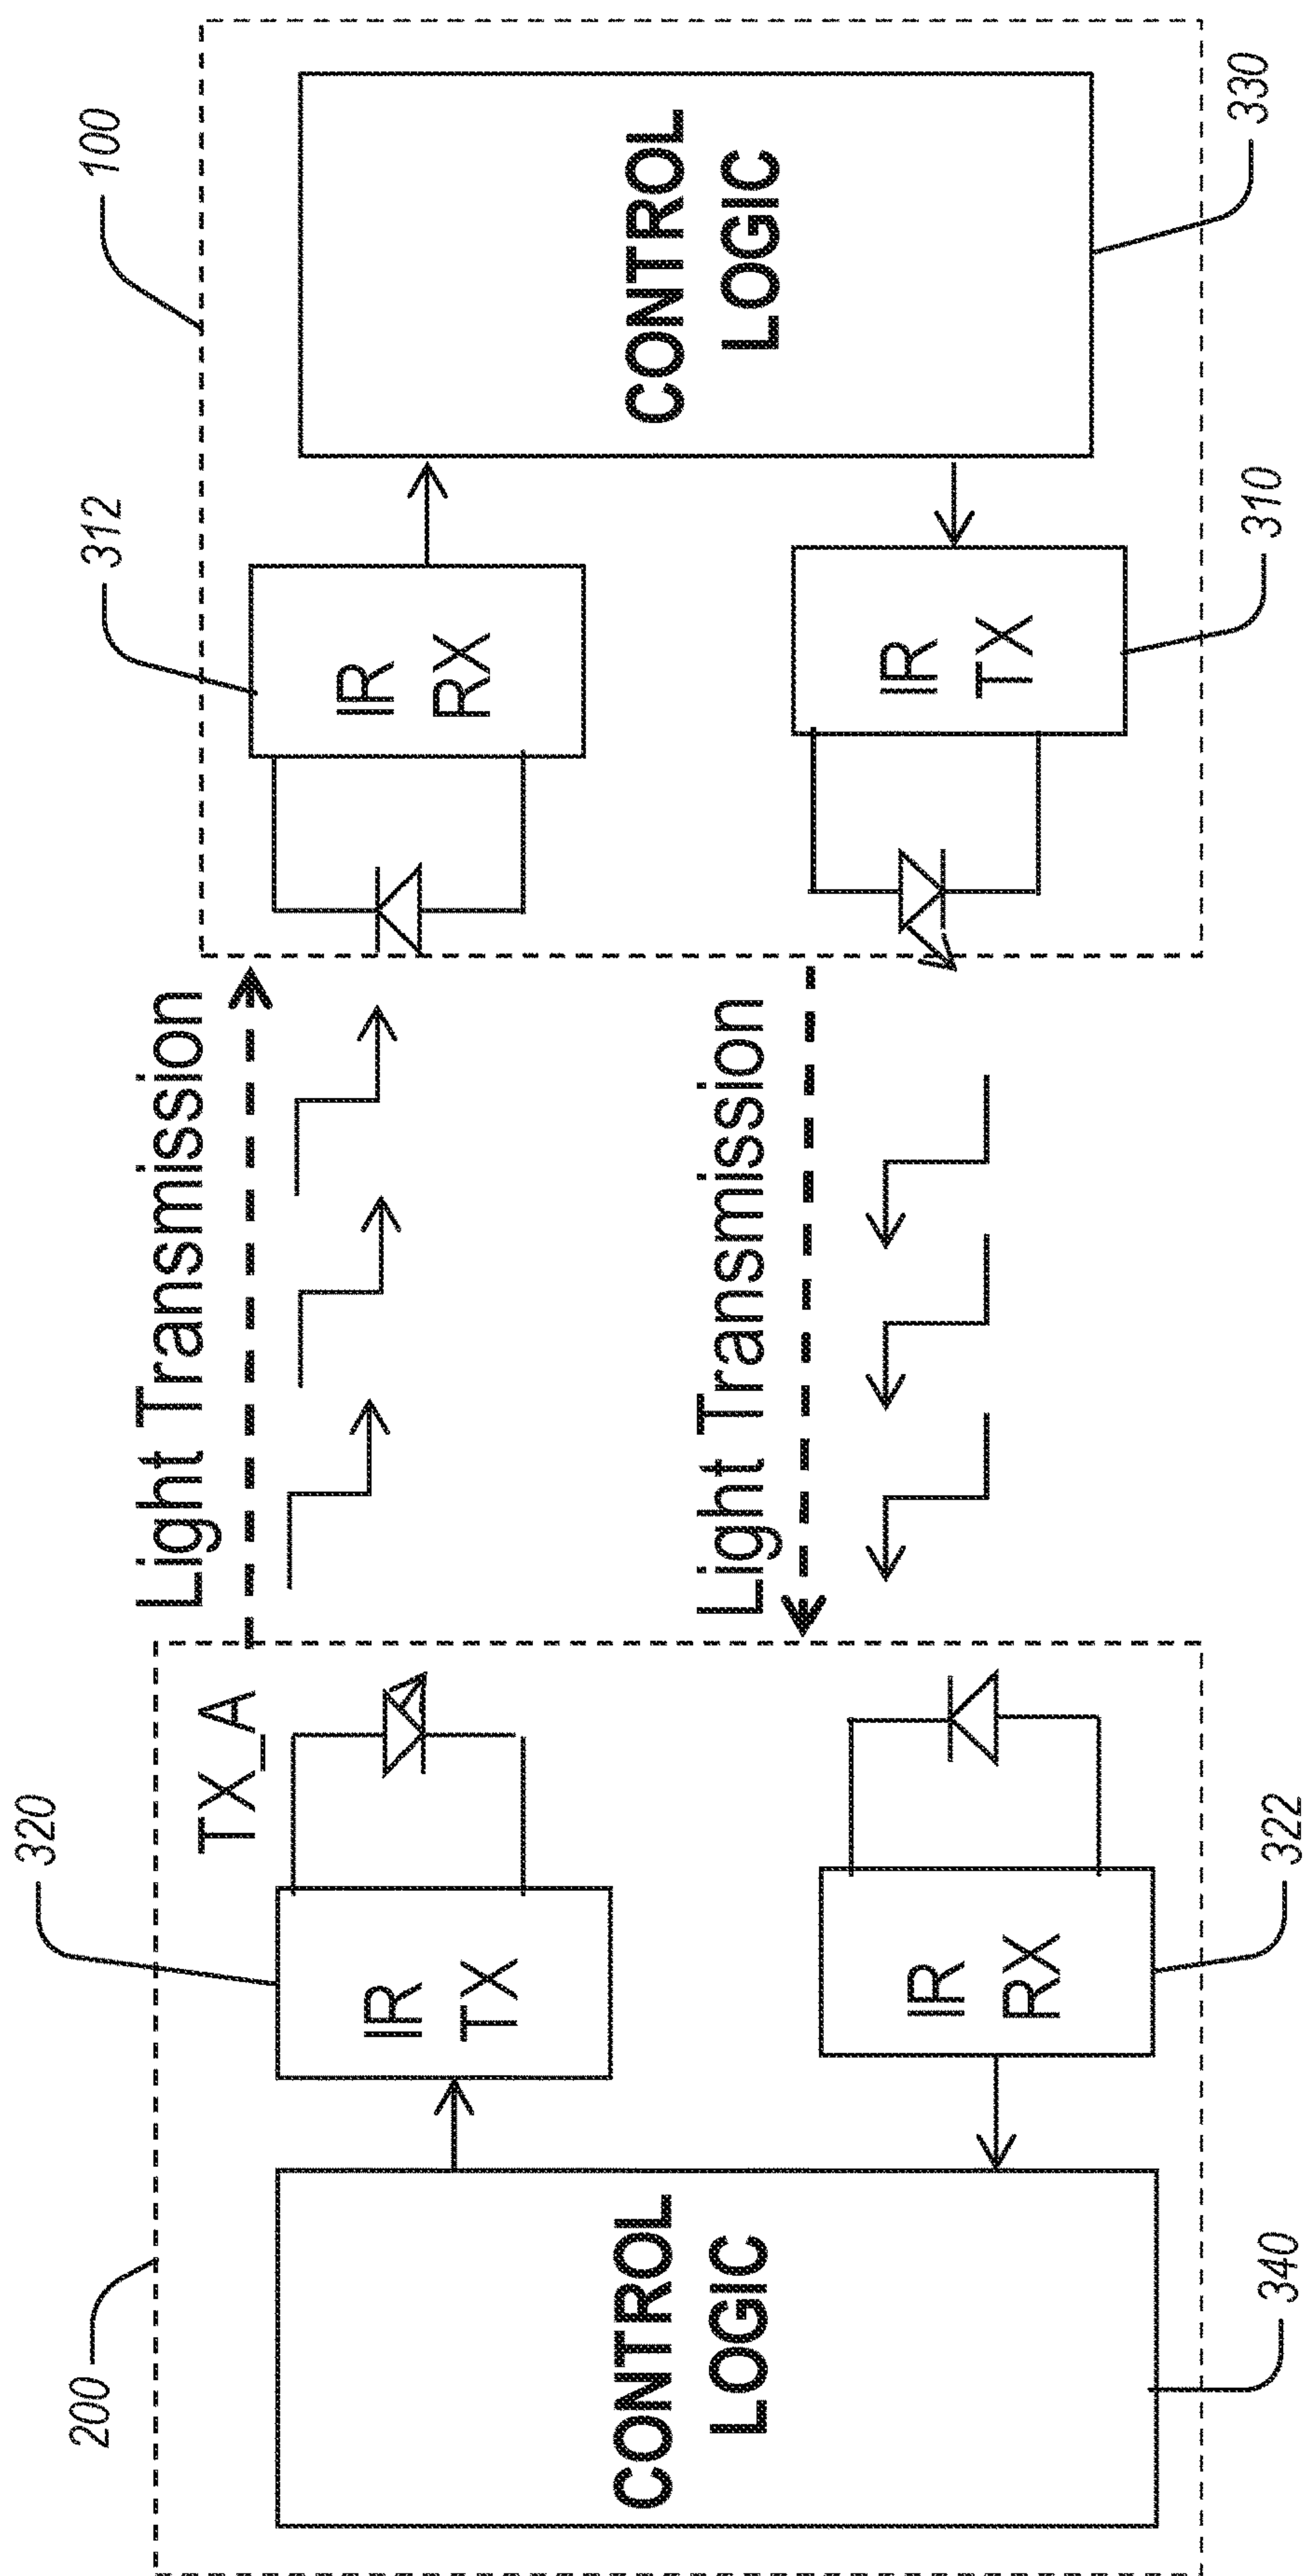 200
320
312
100
TX_A
Light Transmission
IR
TX
IR
RX
CONTROL
LOGIC
CONTROL
LOGIC
Light Transmission
IR
RX
IR
TX
340
322
310
330